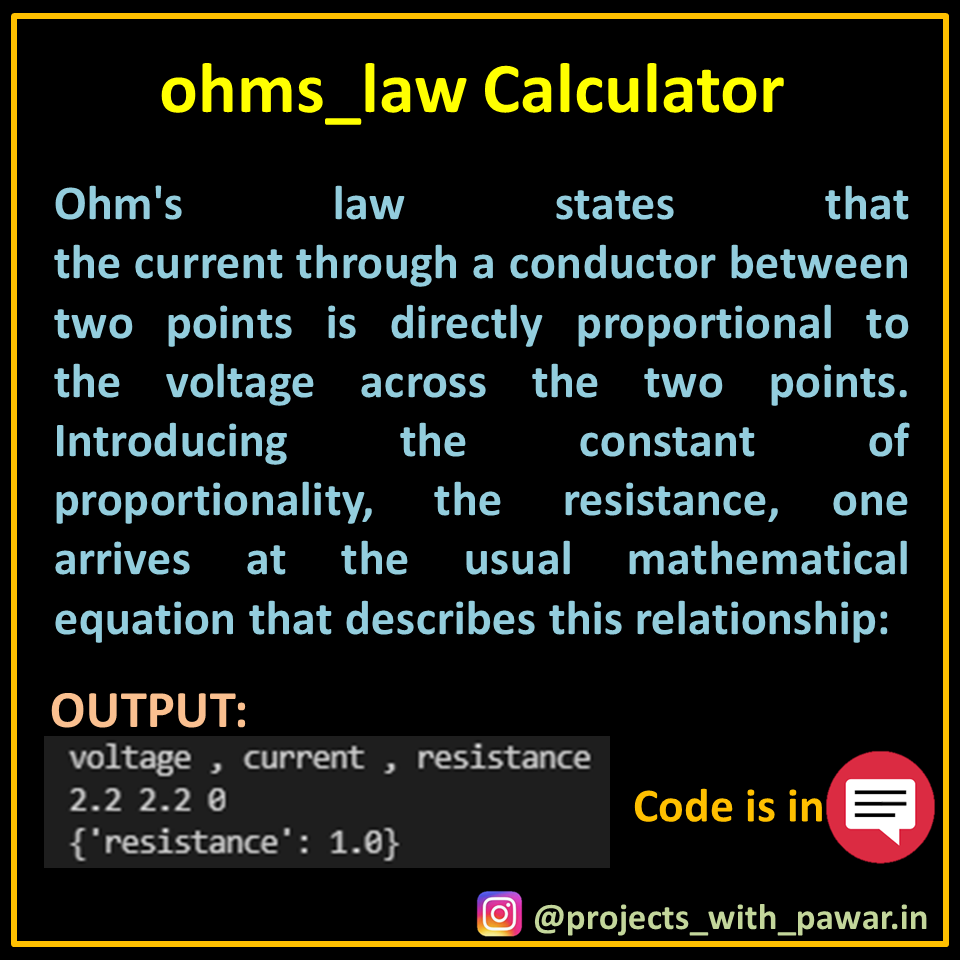 ohms_law Calculator
Ohm's law states that
the current through a conductor between
two points is directly proportional to
the voltage across the two points.
Introducing the constant of
proportionality, the resistance, one
arrives at the usual mathematical
equation that describes this relationship:
OUTPUT:
voltage , current , resistance
2.2 2.2 0
{'resistance': 1.0}
Code is in
@projects_with_pawar.in